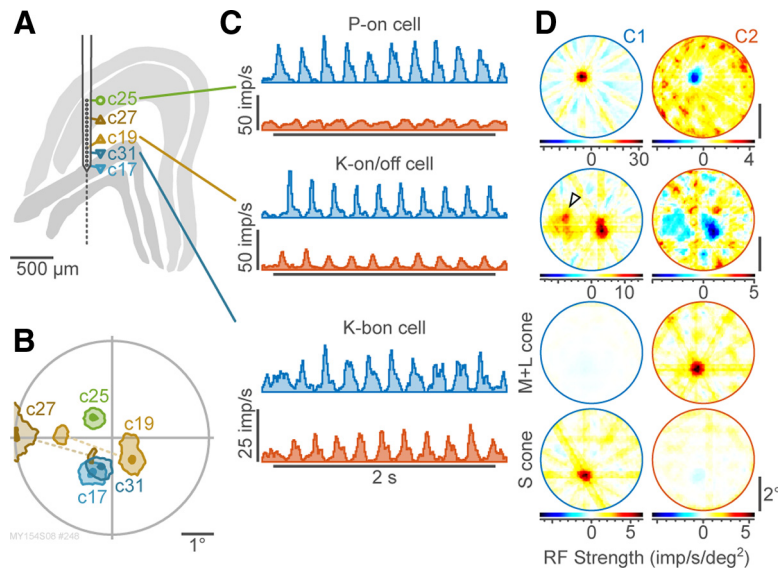 A
c25
c27
c19
c31
c17
500 µm
B
c25
c27
c19
c17
c31
MY154S06 #246
1°
C
P-on cell
50 imp/s
K-on/off cell
50 imp/s
K-bon cell
25 imp/s
2 s
D
C1
C2
0 30
0 4
0 10
0 5
M+L cone
S cone
2°
0 5
0 5
RF Strength (imp/s/deg²)